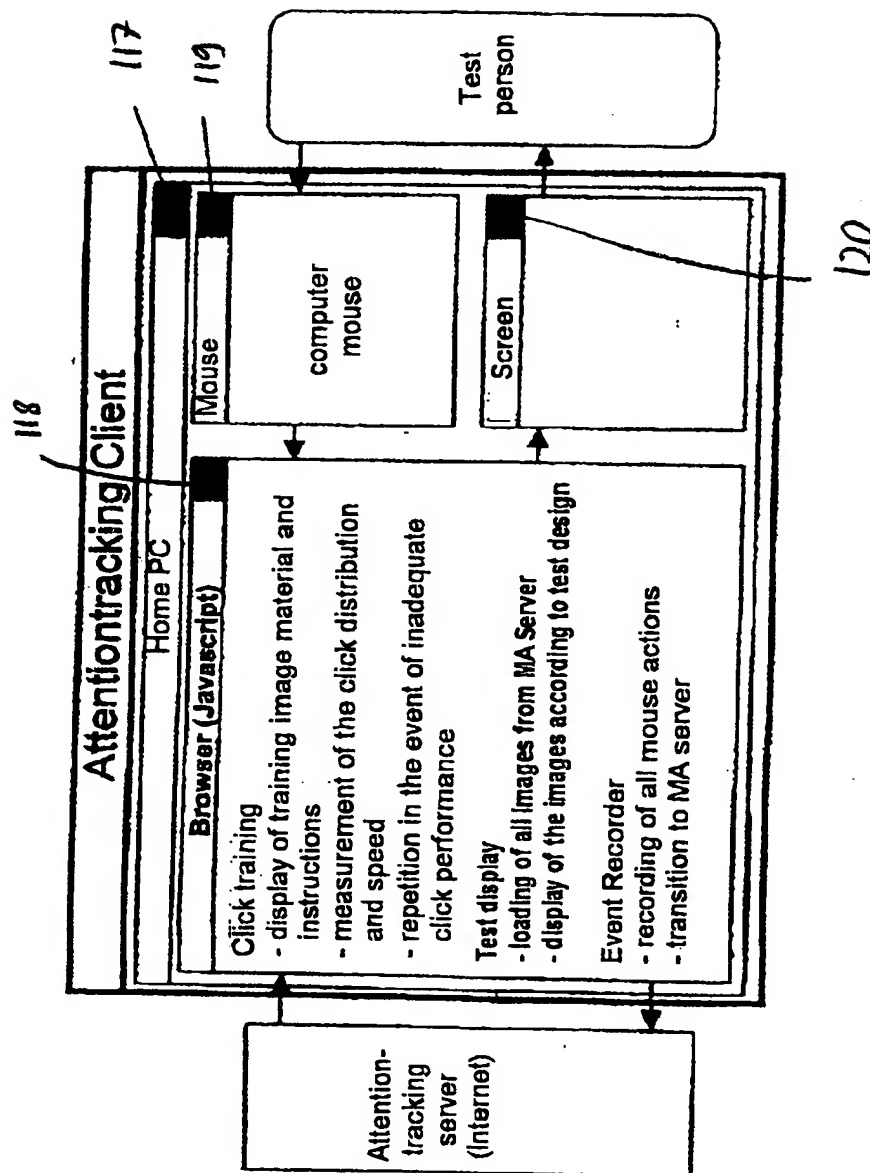 Attentiontracking/Client
Home PC
117
118
Browser (Javascript)
Click training
- display of training image material and
instructions
- measurement of the click distribution
and speed
- repetition in the event of inadequate
click performance
Test display
- loading of all images from MA Server
- display of the images according to test design
Event Recorder
- recording of all mouse actions
- transition to MA server
Mouse
119
computer
mouse
Screen
120
Test
person
Attention-
tracking
server
(Internet)